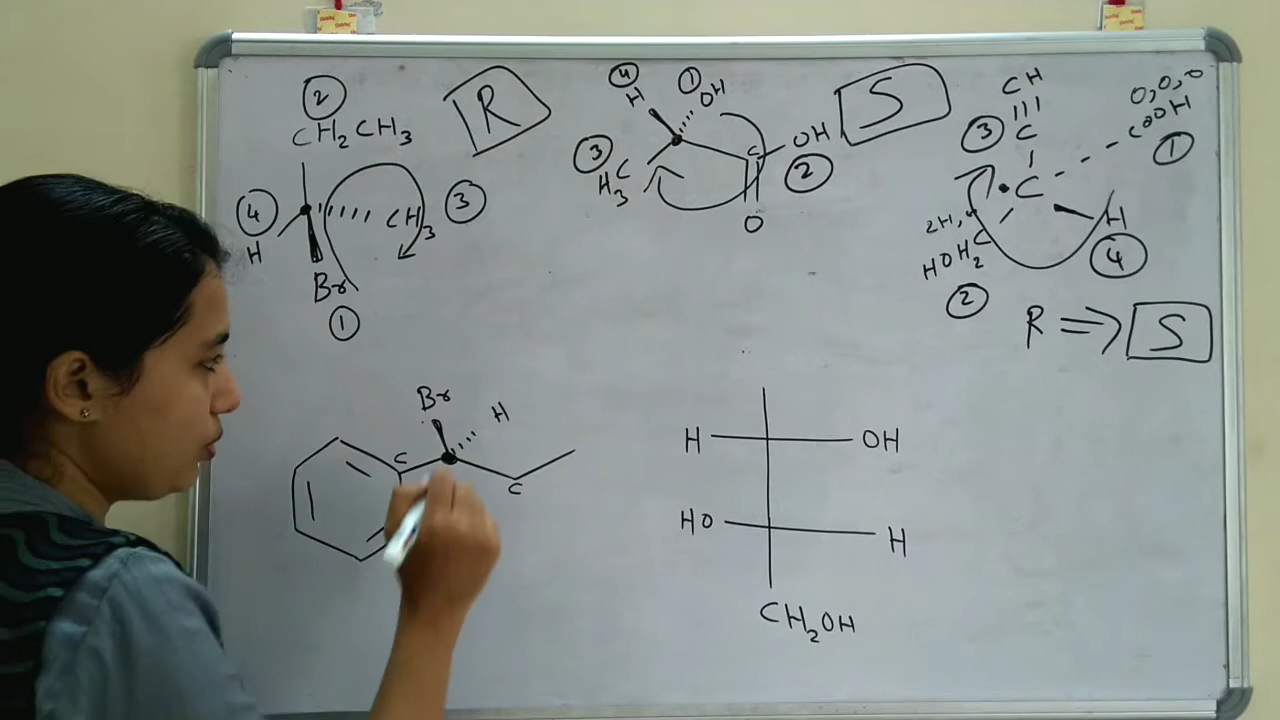 ②
CH₂CH₃
R
④
H
CH₃
③
Br
①
④
H
①
OH
③
H₃C
C
OH
②
O
S
CH
C
③
0,0,0
COOH
①
C
H
④
2H,
HOH₂C
②
R ⇒ S
Br
H
C
C
H
OH
HO
H
CH₂OH